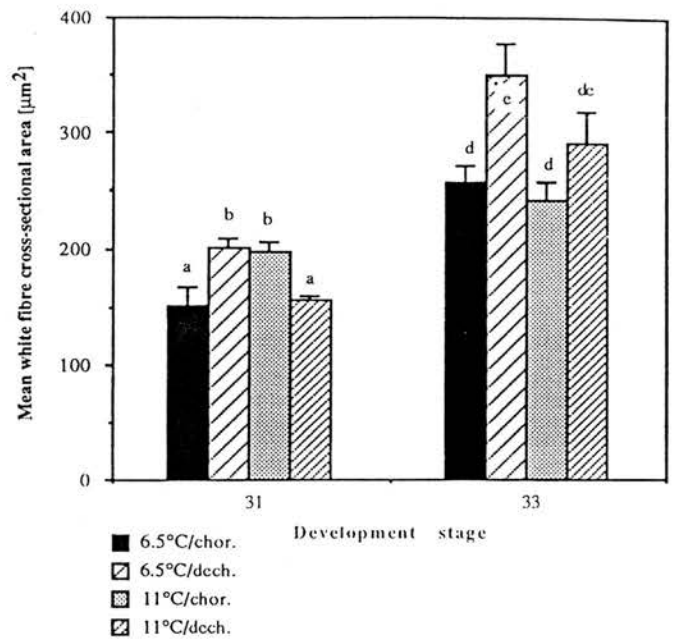 400
300
200
100
0
Mean white fibre cross-sectional area [μm²]
a
b
b
a
d
e
d
de
31
33
Development stage
6.5°C/chor.
6.5°C/dech.
11°C/chor.
11°C/dech.